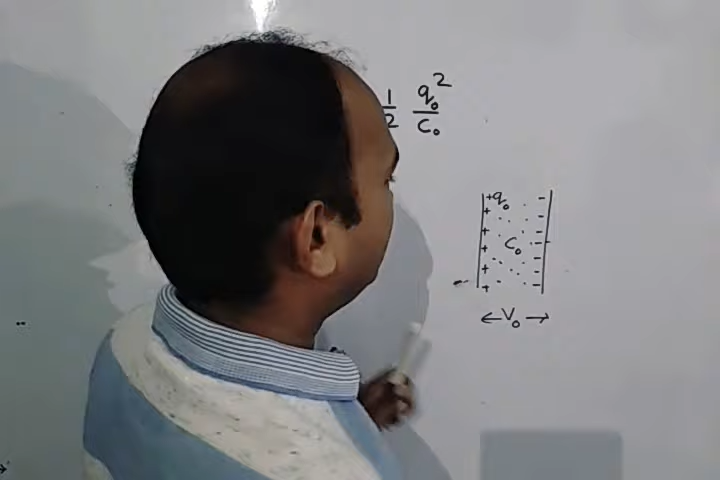 1/2 q₀²/C₀
+q₀ -
+ -
+ -
+ C₀ -
+ -
+ -
← V₀ →